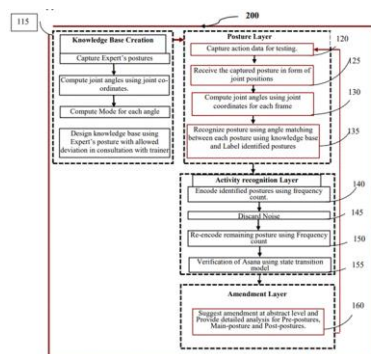 200
115
Knowledge Base Creation
Capture Expert's postures
Compute joint angles using joint co-
ordinates.
Compute Mode for each angle
Design knowledge base using
Expert's posture with allowed
deviation in consultation with trainer
Posture Layer
Capture action data for testing.
Receive the captured posture in form of
joint positions
Compute joint angles using joint
coordinates for each frame
Recognize posture using angle matching
between each posture using knowledge base
and Label identified postures
120
125
130
135
Activity recognition Layer
Encode identified postures using frequency
count.
Discard Noise
Re-encode remaining posture using Frequency
count
Verification of Asana using state transition
model
140
145
150
155
Amendment Layer
Suggest amendment at abstract level and
Provide detailed analysis for Pre-postures,
Main-posture and Post-postures.
160